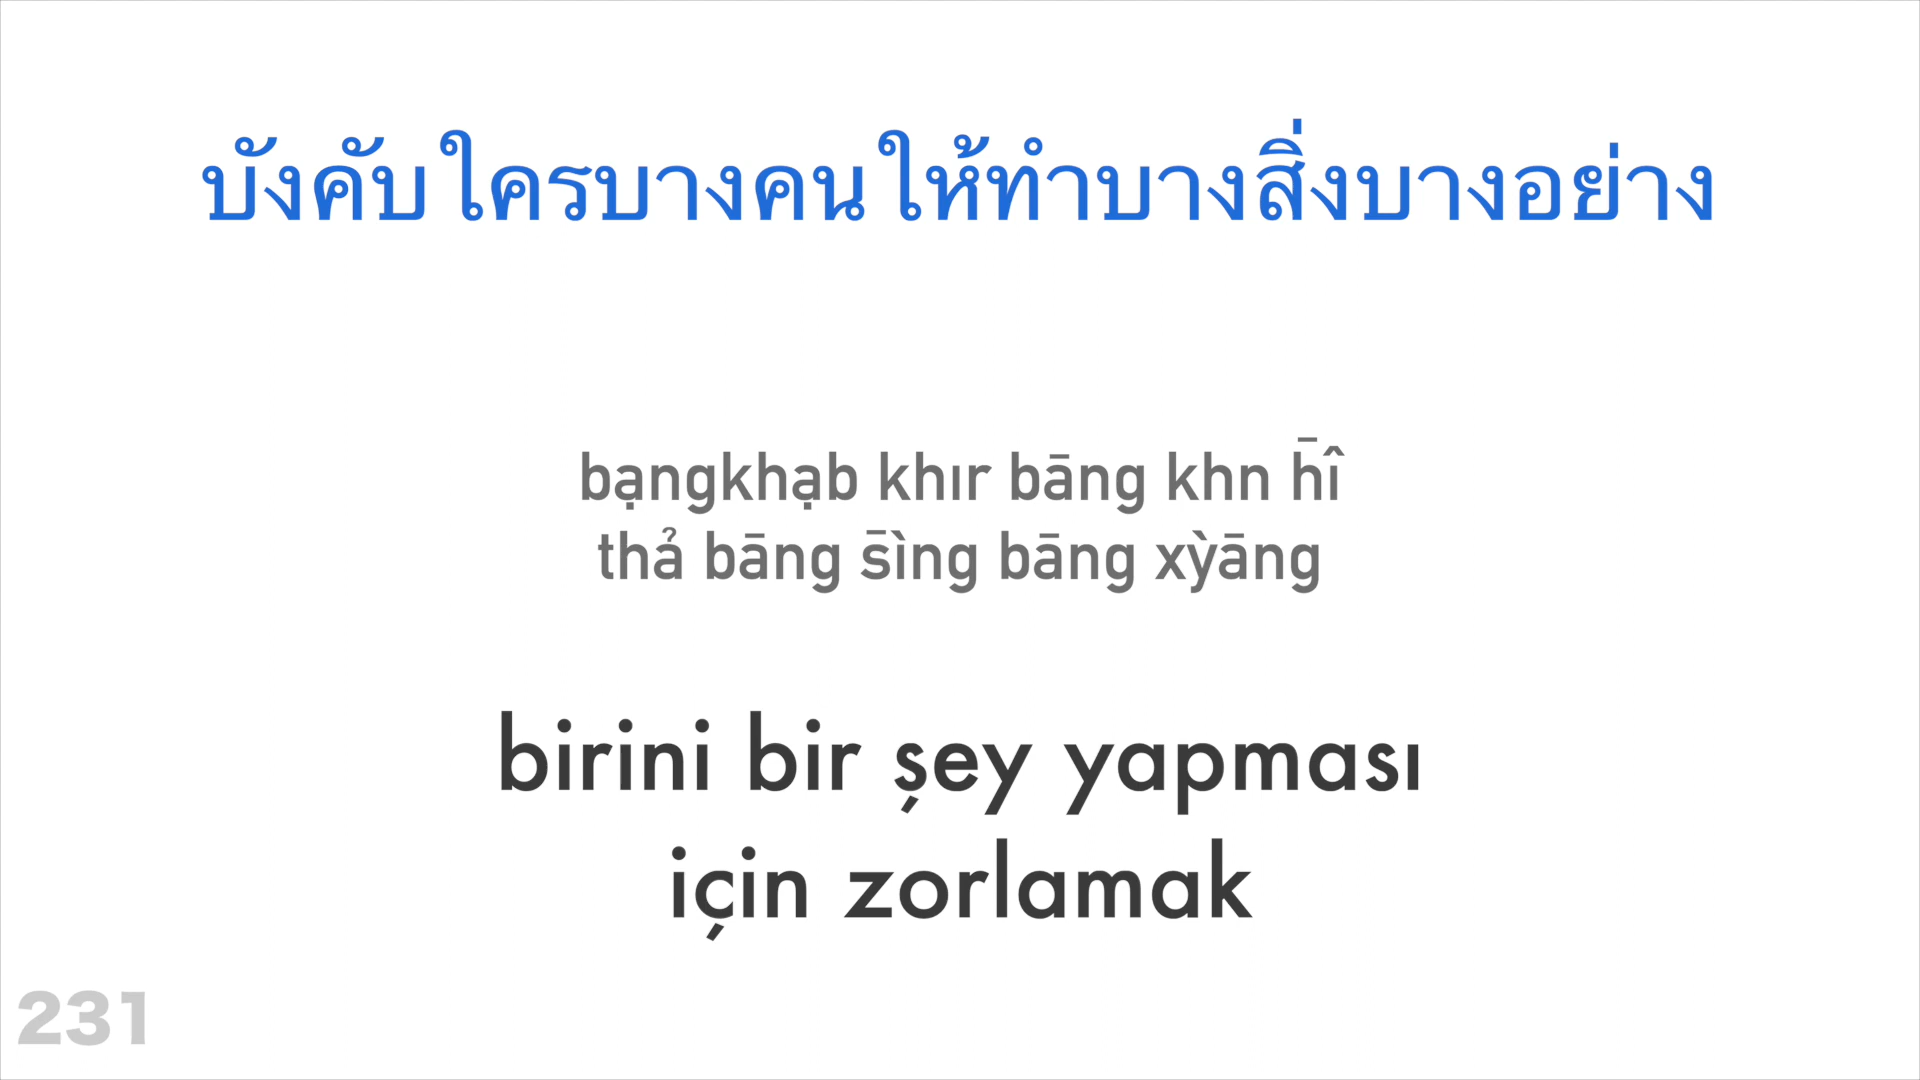 บังคับใครบางคนให้ทำบางสิ่งบางอย่าง
bạngkhạb khır bāng khn h̄î
thả bāng s̄ìng bāng xỳāng
birini bir şey yapması
için zorlamak
231